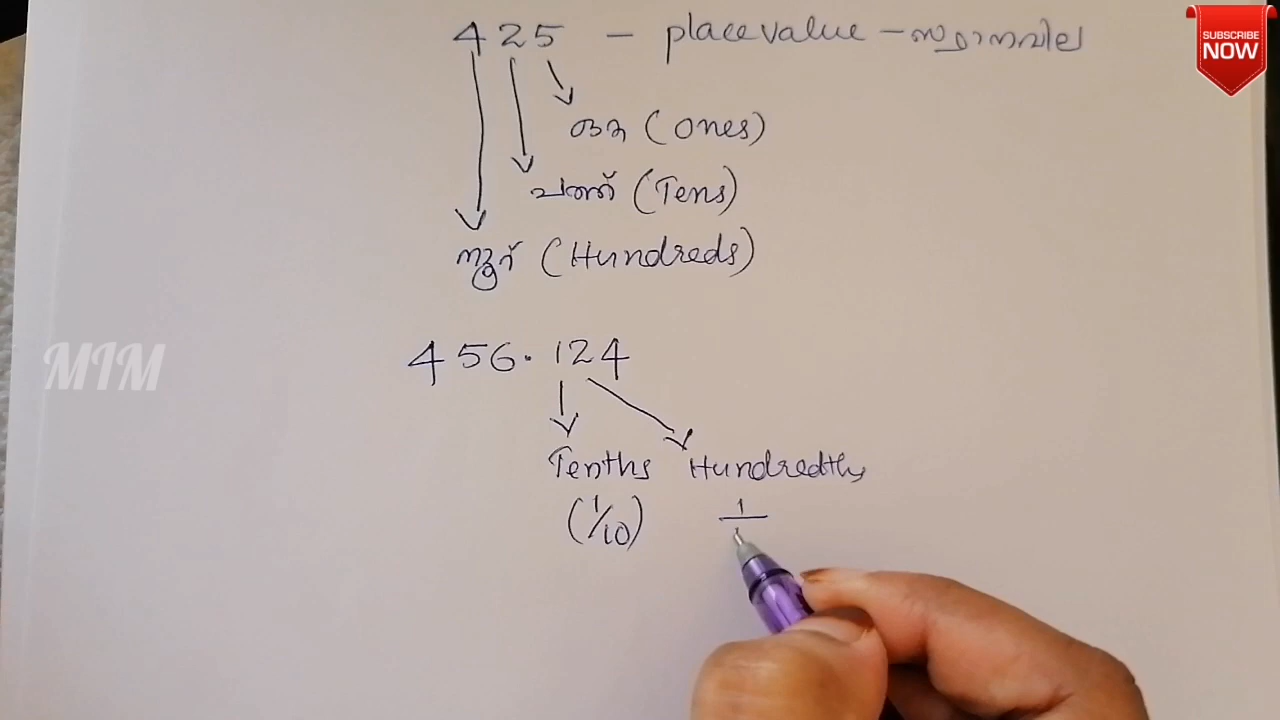 425 – place value – സ്ഥാനവില
ഒന്ന് (Ones)
പത്ത് (Tens)
നൂറ് (Hundreds)
456.124
Tenths Hundredths
(1/10) 1/1
MIM
SUBSCRIBE
NOW